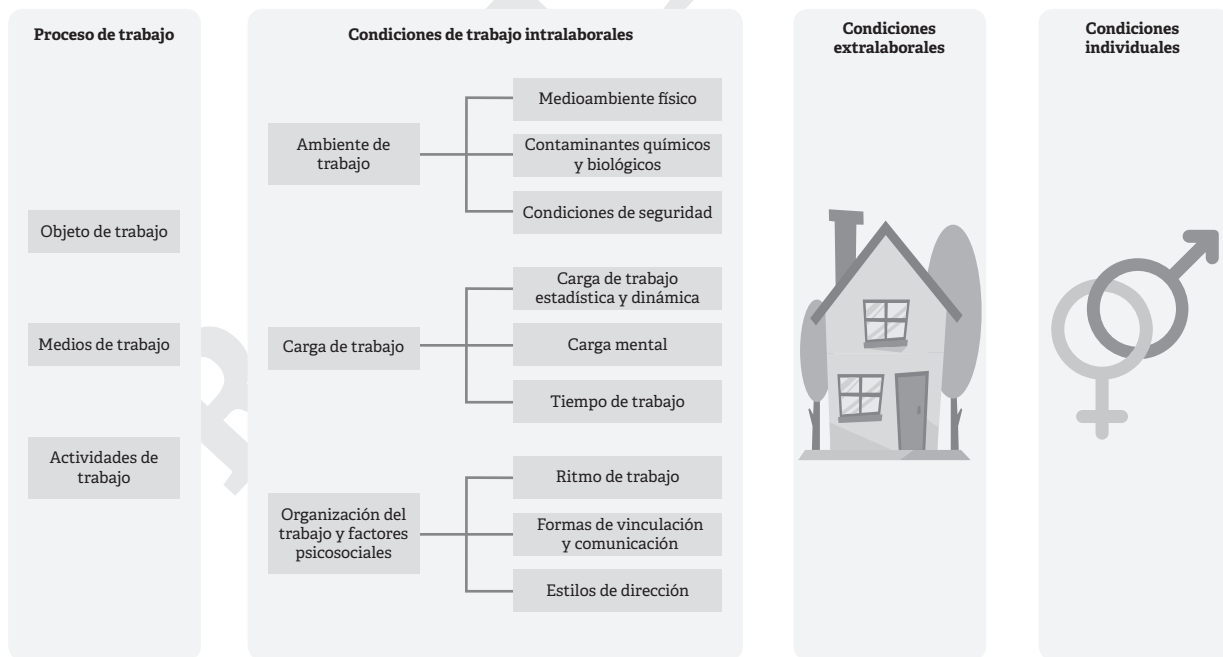 Proceso de trabajo
Objeto de trabajo
Medios de trabajo
Actividades de
trabajo
Condiciones de trabajo intralaborales
Ambiente de
trabajo
Medioambiente físico
Contaminantes químicos
y biológicos
Condiciones de seguridad
Carga de trabajo
Carga de trabajo
estadística y dinámica
Carga mental
Tiempo de trabajo
Organización del
trabajo y factores
psicosociales
Ritmo de trabajo
Formas de vinculación
y comunicación
Estilos de dirección
Condiciones
extralaborales
Condiciones
individuales